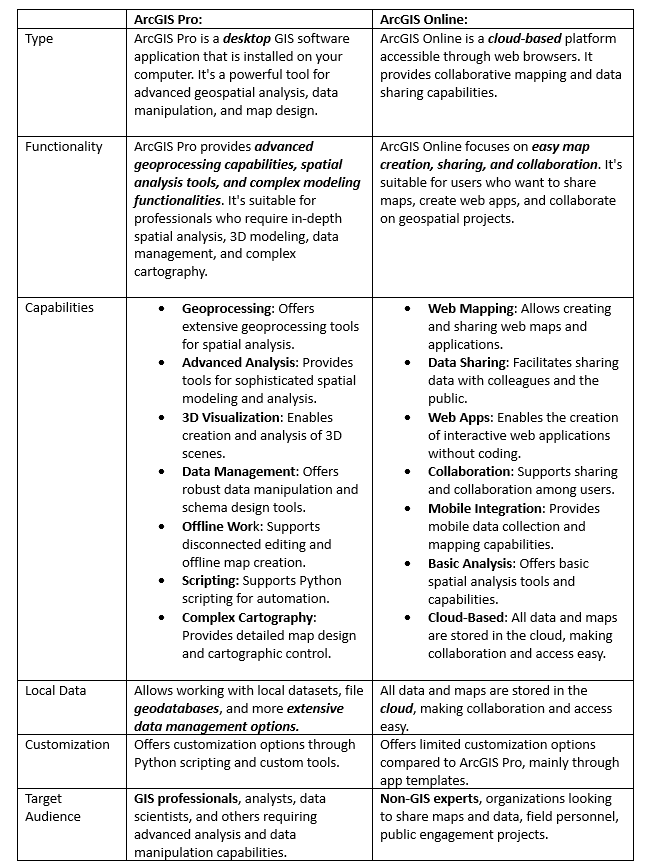 ArcGIS Pro:
ArcGIS Online:
Type
ArcGIS Pro is a desktop GIS software
application that is installed on your
computer. It's a powerful tool for
advanced geospatial analysis, data
manipulation, and map design.
ArcGIS Online is a cloud-based platform
accessible through web browsers. It
provides collaborative mapping and data
sharing capabilities.
Functionality
ArcGIS Pro provides advanced
geoprocessing capabilities, spatial
analysis tools, and complex modeling
functionalities. It's suitable for
professionals who require in-depth
spatial analysis, 3D modeling, data
management, and complex
cartography.
ArcGIS Online focuses on easy map
creation, sharing, and collaboration. It's
suitable for users who want to share
maps, create web apps, and collaborate
on geospatial projects.
Capabilities
• Geoprocessing: Offers
extensive geoprocessing tools
for spatial analysis.
• Advanced Analysis: Provides
tools for sophisticated spatial
modeling and analysis.
• 3D Visualization: Enables
creation and analysis of 3D
scenes.
• Data Management: Offers
robust data manipulation and
schema design tools.
• Offline Work: Supports
disconnected editing and
offline map creation.
• Scripting: Supports Python
scripting for automation.
• Complex Cartography:
Provides detailed map design
and cartographic control.
• Web Mapping: Allows creating
and sharing web maps and
applications.
• Data Sharing: Facilitates sharing
data with colleagues and the
public.
• Web Apps: Enables the creation
of interactive web applications
without coding.
• Collaboration: Supports sharing
and collaboration among users.
• Mobile Integration: Provides
mobile data collection and
mapping capabilities.
• Basic Analysis: Offers basic
spatial analysis tools and
capabilities.
• Cloud-Based: All data and maps
are stored in the cloud, making
collaboration and access easy.
Local Data
Allows working with local datasets, file
geodatabases, and more extensive
data management options.
All data and maps are stored in the
cloud, making collaboration and access
easy.
Customization
Offers customization options through
Python scripting and custom tools.
Offers limited customization options
compared to ArcGIS Pro, mainly through
app templates.
Target
Audience
GIS professionals, analysts, data
scientists, and others requiring
advanced analysis and data
manipulation capabilities.
Non-GIS experts, organizations looking
to share maps and data, field personnel,
public engagement projects.